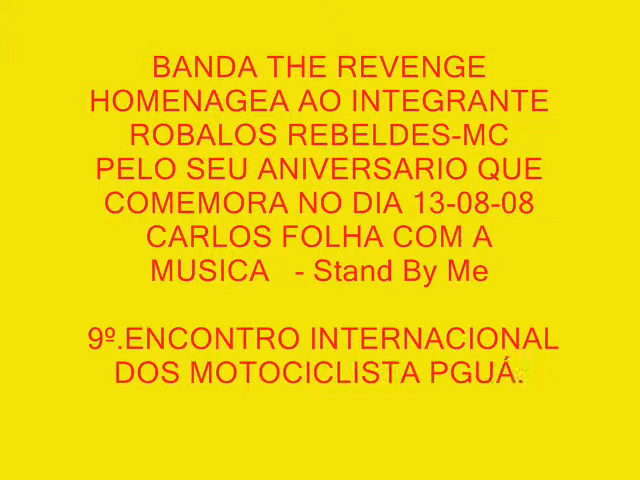 BANDA THE REVENGE
HOMENAGEA AO INTEGRANTE
ROBALOS REBELDES-MC
PELO SEU ANIVERSARIO QUE
COMEMORA NO DIA 13-08-08
CARLOS FOLHA COM A
MUSICA - Stand By Me
9º.ENCONTRO INTERNACIONAL
DOS MOTOCICLISTA PGUÁ.